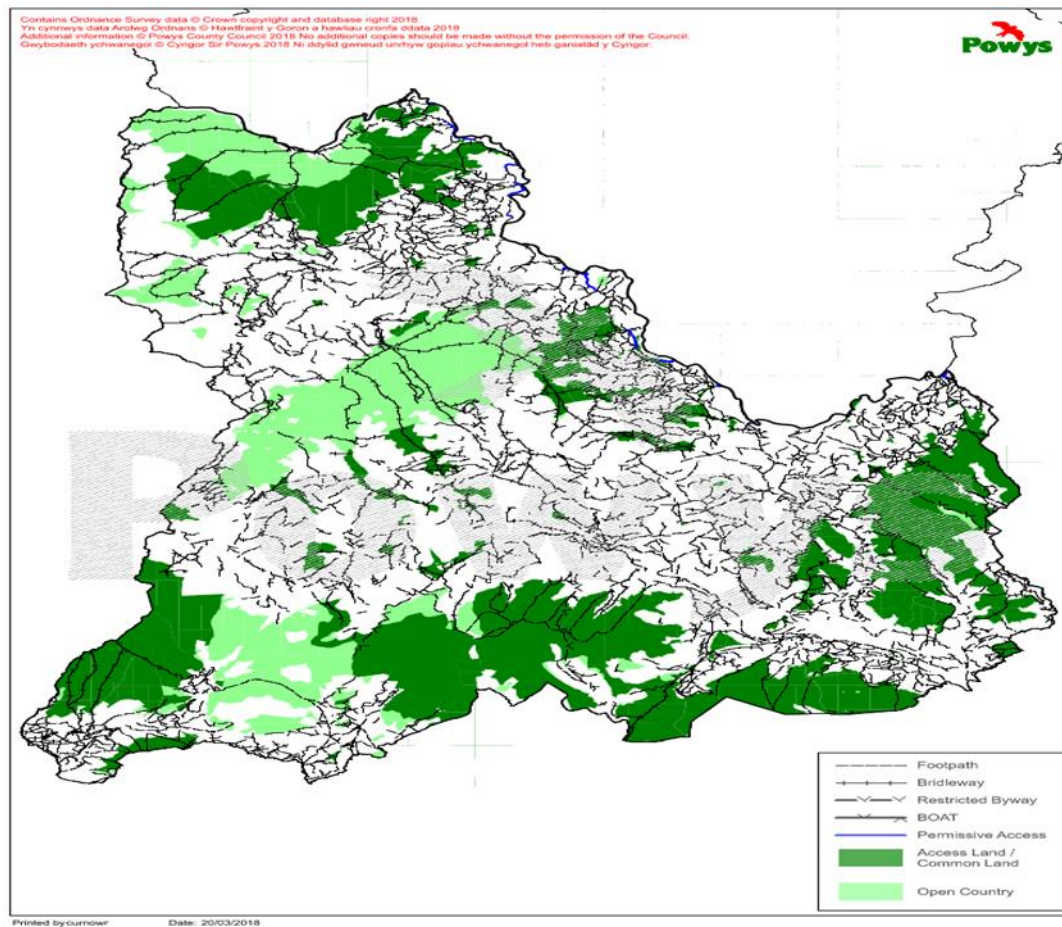 Contains Ordnance Survey data © Crown copyright and database right 2018
Yn cynnwys data Arolwg Ordnans © Hawlfraint y Goron a hawliau cronfa ddata 2018
Additional information © Powys County Council 2018 No additional copies should be made without the permission of the Council.
Gwybodaeth ychwanegol © Cyngor Sir Powys 2018 Ni ddylid gwneud unrhyw gopïau ychwanegol heb ganiatâd y Cyngor.
Powys
Powys
Footpath
Bridleway
Restricted Byway
BOAT
Permissive Access
Access Land /
Common Land
Open Country
Printed by:curnowr Date: 20/03/2018